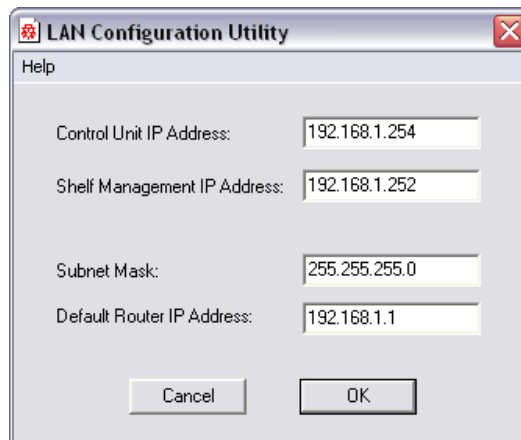 LAN Configuration Utility
Help
Control Unit IP Address: 192.168.1.254
Shelf Management IP Address: 192.168.1.252
Subnet Mask: 255.255.255.0
Default Router IP Address: 192.168.1.1
Cancel OK